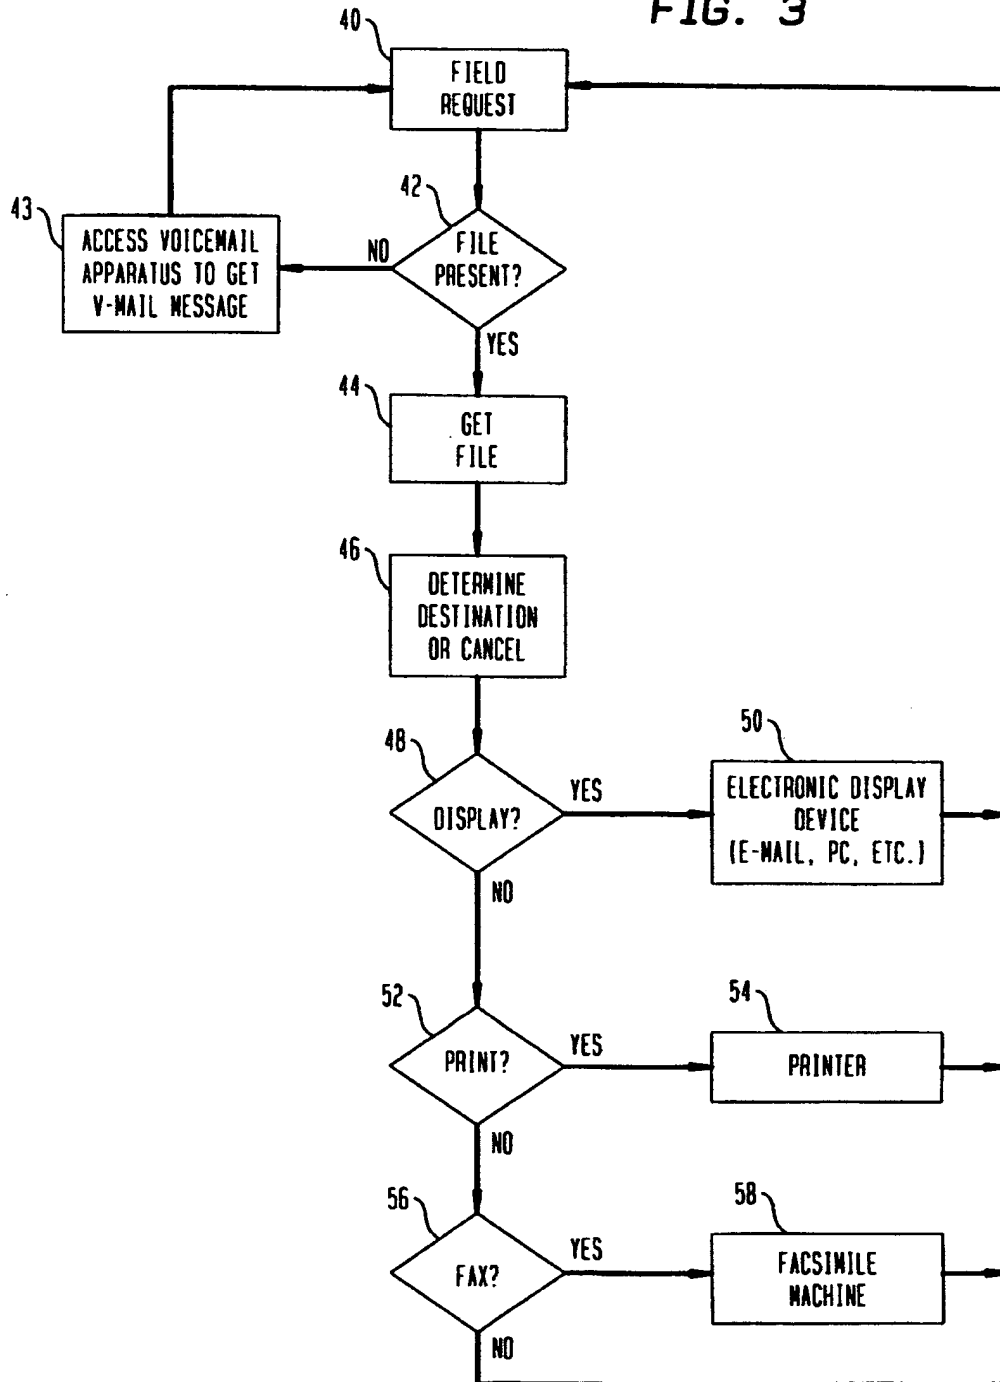 FIG. 3
40
FIELD
REQUEST
42
FILE
PRESENT?
NO
43
ACCESS VOICEMAIL
APPARATUS TO GET
V-MAIL MESSAGE
YES
44
GET
FILE
46
DETERMINE
DESTINATION
OR CANCEL
48
DISPLAY?
YES
50
ELECTRONIC DISPLAY
DEVICE
(E-MAIL, PC, ETC.)
NO
52
PRINT?
YES
54
PRINTER
NO
56
FAX?
YES
58
FACSIMILE
MACHINE
NO